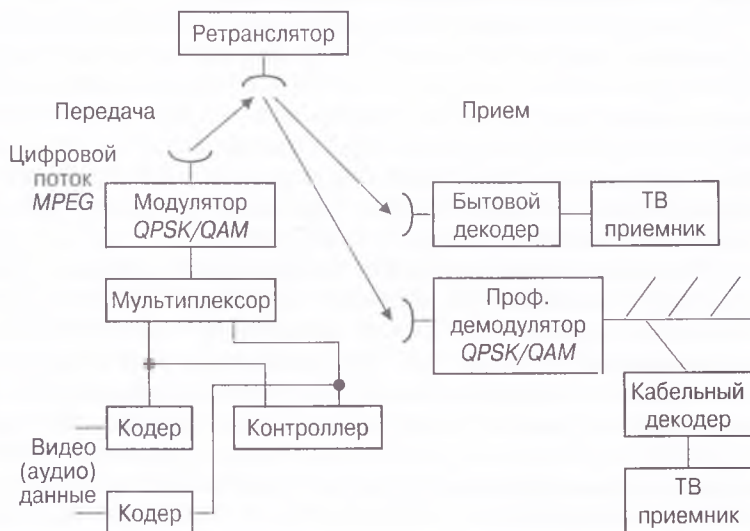 Ретранслятор
Передача
Прием
Цифровой
поток
MPEG
Модулятор
QPSK/QAM
Бытовой
декодер
ТВ
приемник
Мультиплексор
Проф.
демодулятор
QPSK/QAM
Кодер
Контроллер
Кабельный
декодер
Видео
(аудио)
данные
Кодер
ТВ
приемник